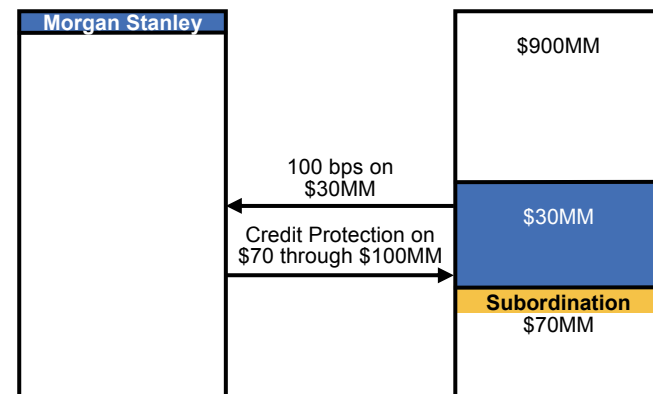 Morgan Stanley
$900MM
100 bps on
$30MM
$30MM
Credit Protection on
$70 through $100MM
Subordination
$70MM